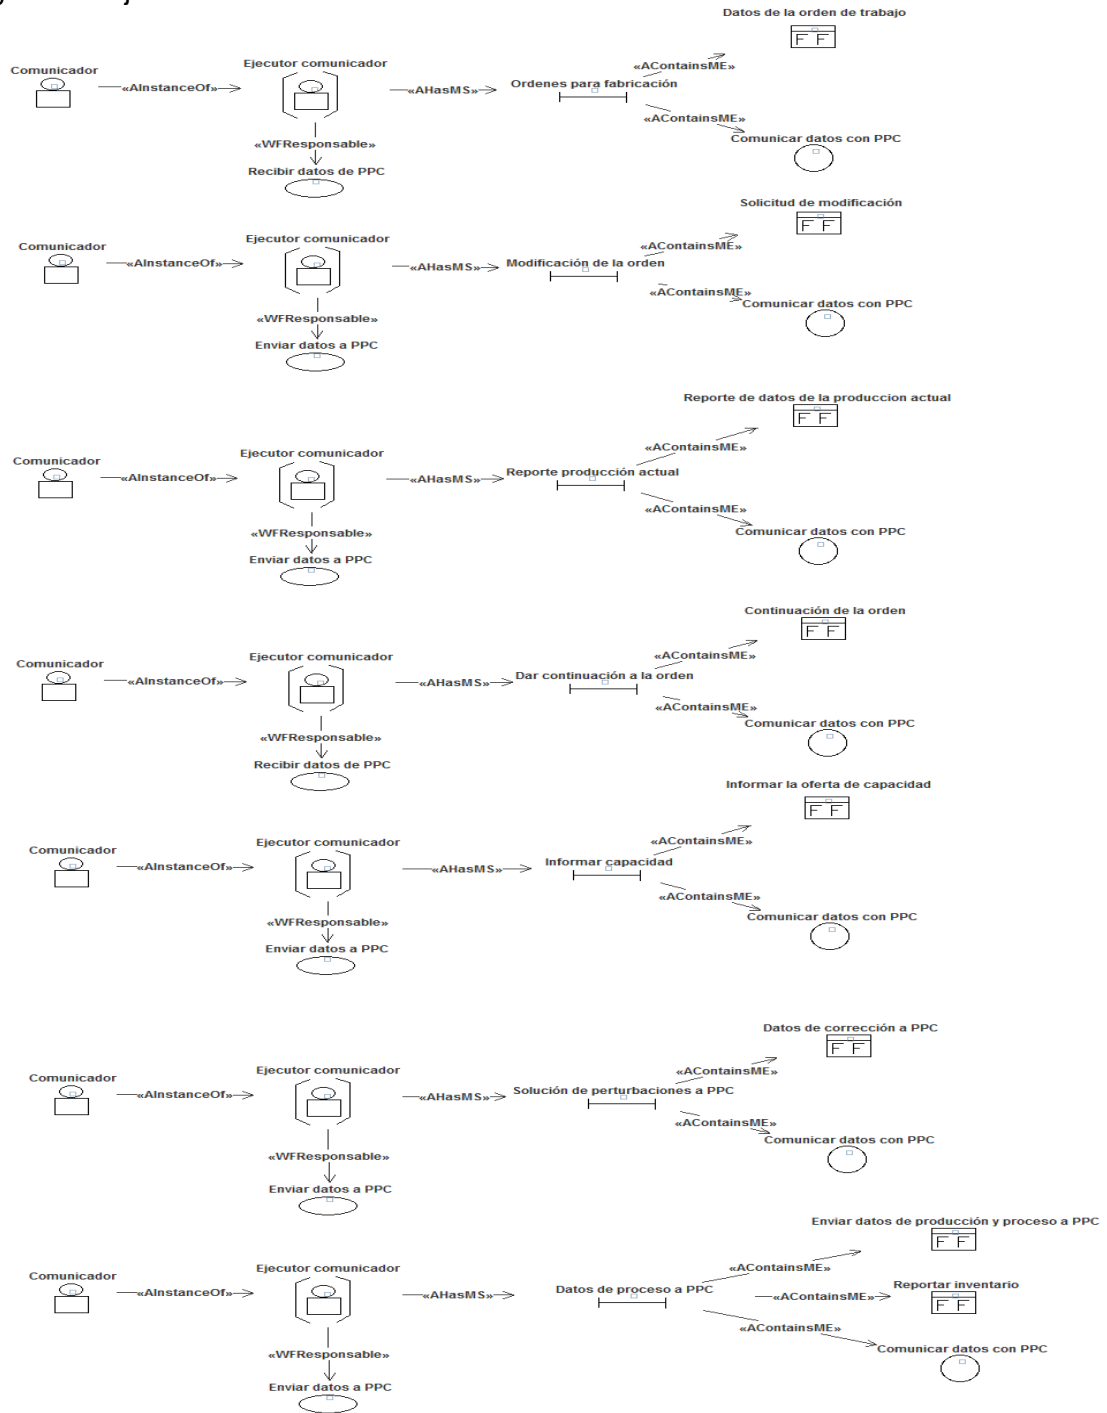 Datos de la orden de trabajo
F F
Comunicador
Ejecutor comunicador
«AInstanceOf»
«AHasMS»
Ordenes para fabricación
«AContainsME»
«AContainsME»
Comunicar datos con PPC
«WFResponsable»
Recibir datos de PPC
Solicitud de modificación
F F
Comunicador
Ejecutor comunicador
«AInstanceOf»
«AHasMS»
Modificación de la orden
«AContainsME»
«AContainsME»
Comunicar datos con PPC
«WFResponsable»
Enviar datos a PPC
Reporte de datos de la produccion actual
F F
Comunicador
Ejecutor comunicador
«AInstanceOf»
«AHasMS»
Reporte producción actual
«AContainsME»
«AContainsME»
Comunicar datos con PPC
«WFResponsable»
Enviar datos a PPC
Continuación de la orden
F F
Comunicador
Ejecutor comunicador
«AInstanceOf»
«AHasMS»
Dar continuación a la orden
«AContainsME»
«AContainsME»
Comunicar datos con PPC
«WFResponsable»
Recibir datos de PPC
Informar la oferta de capacidad
F F
Comunicador
Ejecutor comunicador
«AInstanceOf»
«AHasMS»
Informar capacidad
«AContainsME»
«AContainsME»
Comunicar datos con PPC
«WFResponsable»
Enviar datos a PPC
Datos de corrección a PPC
F F
Comunicador
Ejecutor comunicador
«AInstanceOf»
«AHasMS»
Solución de perturbaciones a PPC
«AContainsME»
«AContainsME»
Comunicar datos con PPC
«WFResponsable»
Enviar datos a PPC
Enviar datos de producción y proceso a PPC
F F
Comunicador
Ejecutor comunicador
«AInstanceOf»
«AHasMS»
Datos de proceso a PPC
«AContainsME»
«AContainsME»
Reportar inventario
F F
«AContainsME»
Comunicar datos con PPC
«WFResponsable»
Enviar datos a PPC